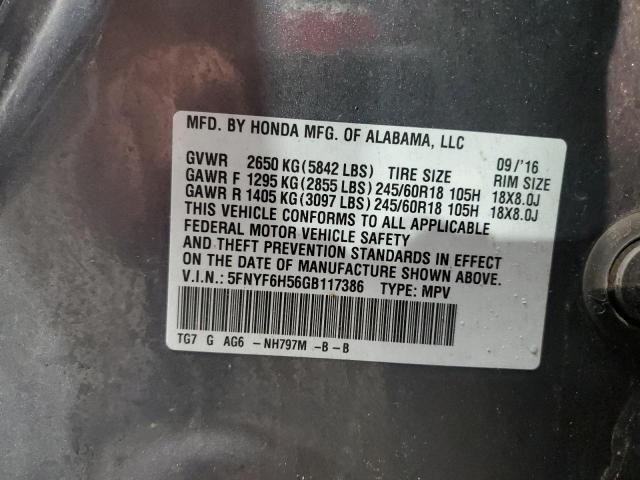 MFD. BY HONDA MFG. OF ALABAMA, LLC
GVWR 2650 KG(5842 LBS) TIRE SIZE 09/'16 RIM SIZE
GAWR F 1295 KG(2855 LBS)245/60R18 105H 18X8.0J
GAWR R 1405 KG(3097 LBS)245/60R18 105H 18X8.0J
THIS VEHICLE CONFORMS TO ALL APPLICABLE
FEDERAL MOTOR VEHICLE SAFETY
AND THEFT PREVENTION STANDARDS IN EFFECT
ON THE DATE OF MANUFACTURE SHOWN ABOVE.
V.I.N.: 5FNYF6H56GB117386 TYPE: MPV
TG7 G AG6 -NH797M -B-B